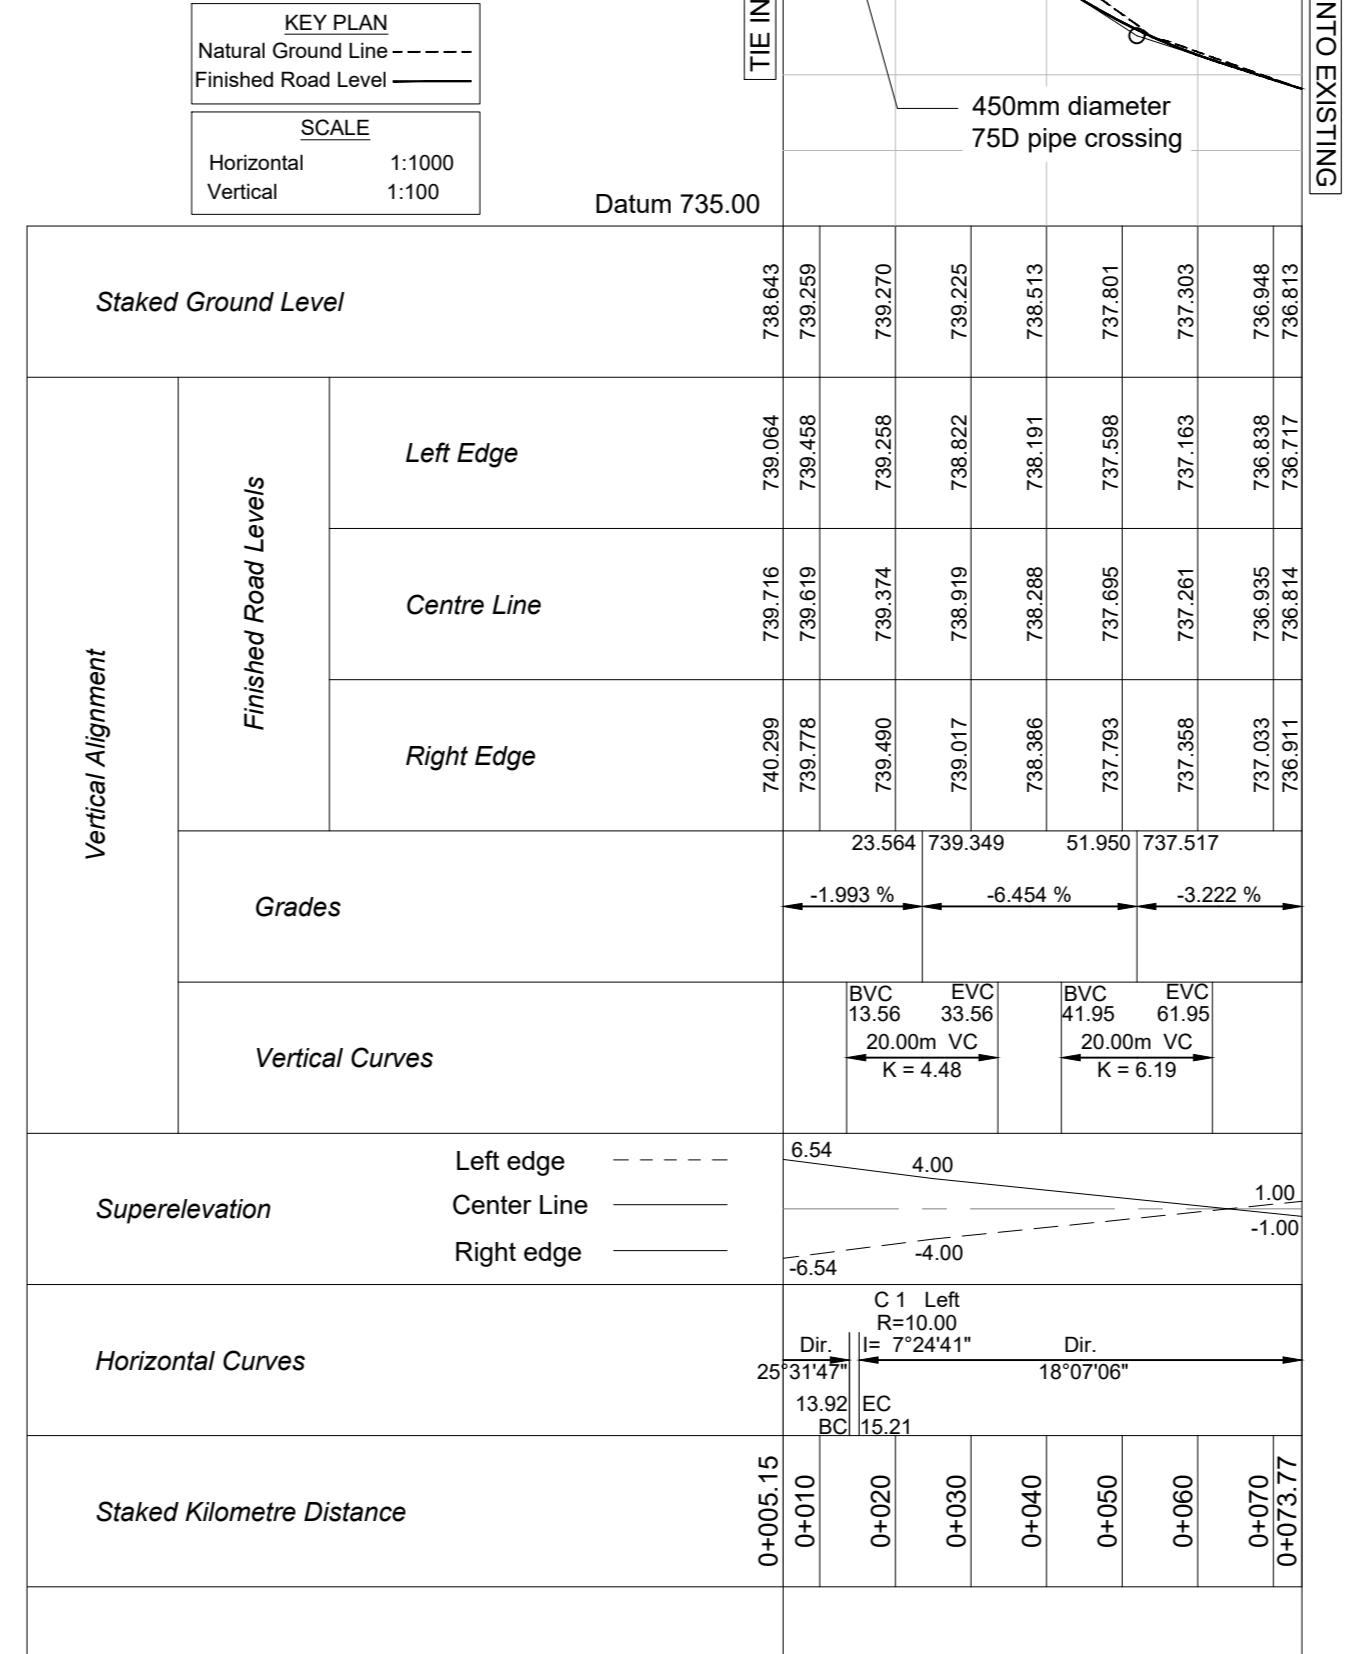 KEY PLAN
Natural Ground Line
Finished Road Level
SCALE
Horizontal 1:1000
Vertical 1:100
TIE IN
NTO EXISTING
450mm diameter
75D pipe crossing
Datum 735.00
Staked Ground Level 738.643 739.259 739.270 739.225 738.513 737.801 737.303 736.948 736.813
Vertical Alignment
Finished Road Levels
Left Edge 739.064 739.458 739.258 738.822 738.191 737.598 737.163 736.838 736.717
Centre Line 739.716 739.619 739.374 738.919 738.288 737.695 737.261 736.935 736.814
Right Edge 740.299 739.778 739.490 739.017 738.386 737.793 737.358 737.033 736.911
23.564 739.349 51.950 737.517
Grades -1.993 % -6.454 % -3.222 %
BVC EVC BVC EVC
13.56 33.56 41.95 61.95
20.00m VC 20.00m VC
Vertical Curves K = 4.48 K = 6.19
Superelevation
Left edge
Center Line
Right edge
6.54 4.00 1.00
-6.54 -4.00 -1.00
Horizontal Curves
C 1 Left
R=10.00
Dir. I= 7°24'41" Dir.
25°31'47" 18°07'06"
13.92 EC
BC 15.21
Staked Kilometre Distance 0+005.15 0+010 0+020 0+030 0+040 0+050 0+060 0+070 0+073.77